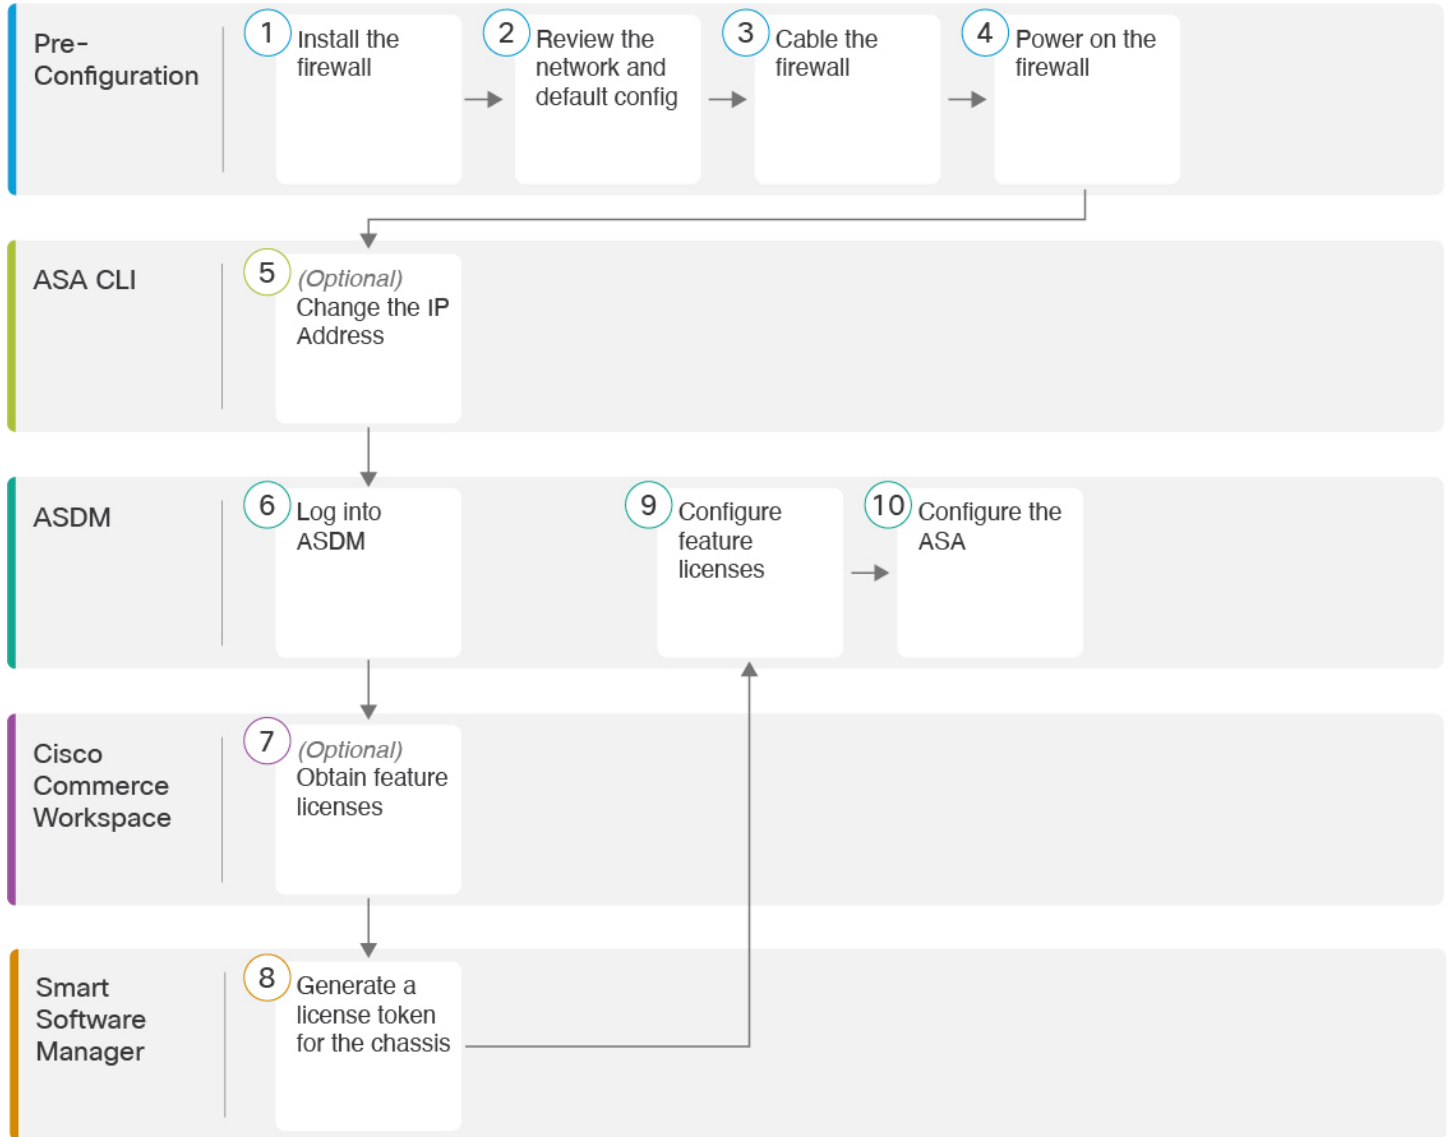 Pre-
Configuration
1
Install the
firewall
2
Review the
network and
default config
3
Cable the
firewall
4
Power on the
firewall
ASA CLI
5
(Optional)
Change the IP
Address
ASDM
6
Log into
ASDM
9
Configure
feature
licenses
10
Configure the
ASA
Cisco
Commerce
Workspace
7
(Optional)
Obtain feature
licenses
Smart
Software
Manager
8
Generate a
license token
for the chassis